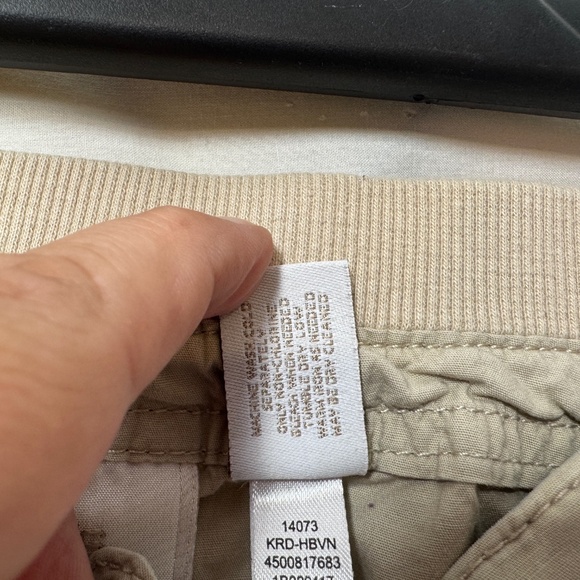 MACHINE WASH COLD
SEPARATELY
ONLY NON-CHLORINE
BLEACH WHEN NEEDED
TUMBLE DRY LOW
WARM IRON AS NEEDED
MAY BE DRY CLEANED
14073
KRD-HBVN
4500817683